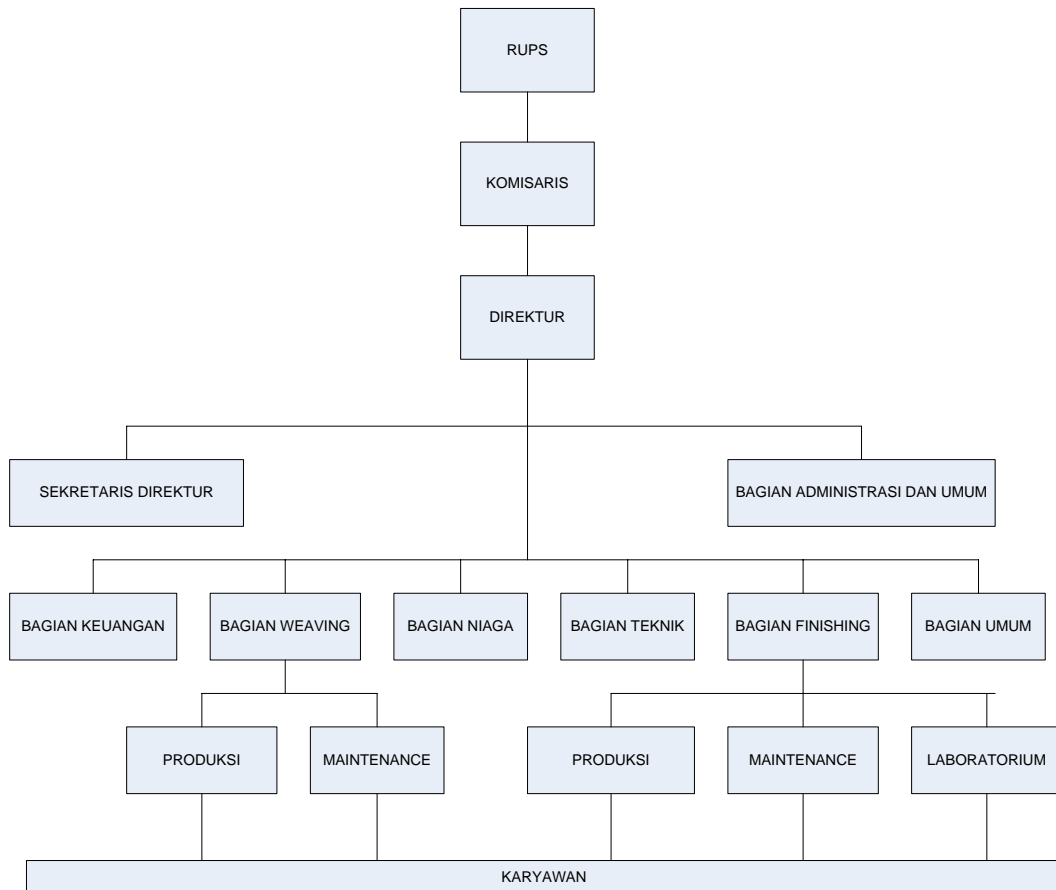 RUPS
KOMISARIS
DIREKTUR
SEKRETARIS DIREKTUR
BAGIAN ADMINISTRASI DAN UMUM
BAGIAN KEUANGAN
BAGIAN WEAVING
BAGIAN NIAGA
BAGIAN TEKNIK
BAGIAN FINISHING
BAGIAN UMUM
PRODUKSI
MAINTENANCE
PRODUKSI
MAINTENANCE
LABORATORIUM
KARYAWAN